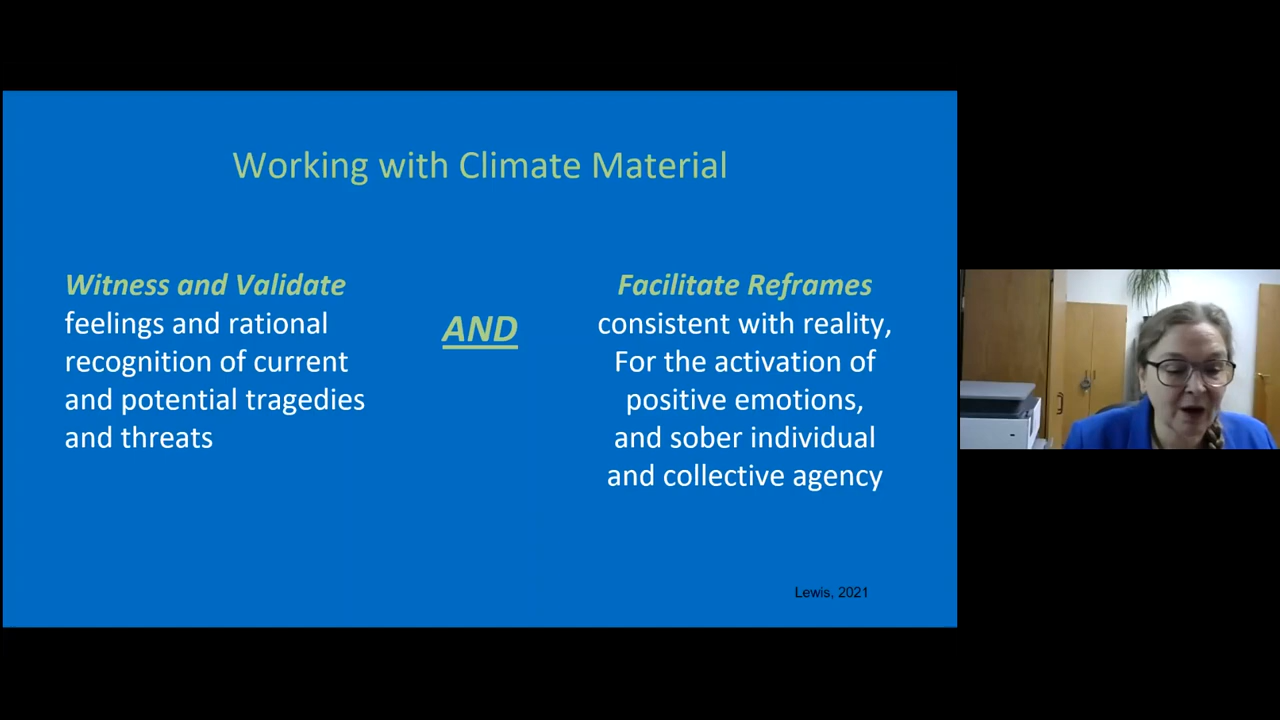 Working with Climate Material
Witness and Validate
feelings and rational
recognition of current
and potential tragedies
and threats
AND
Facilitate Reframes
consistent with reality,
For the activation of
positive emotions,
and sober individual
and collective agency
Lewis, 2021